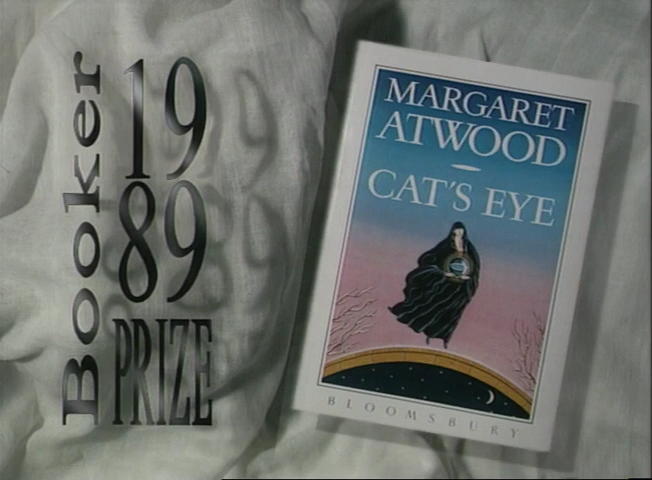 Booker
19
89
PRIZE
MARGARET
ATWOOD
CAT'S EYE
BLOOMSBURY